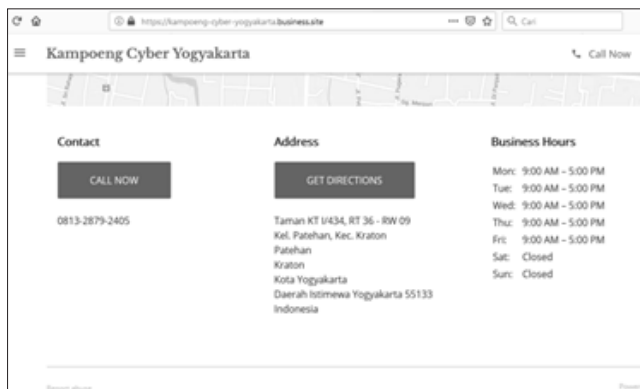 https://kampoeng-cyber-yogyakarta.business.site
Cari
Kampoeng Cyber Yogyakarta
Call Now
Contact
CALL NOW
0813-2879-2405
Address
GET DIRECTIONS
Taman KT I/434, RT 36 - RW 09
Kel. Patehan, Kec. Kraton
Patehan
Kraton
Kota Yogyakarta
Daerah Istimewa Yogyakarta 55133
Indonesia
Business Hours
Mon: 9:00 AM – 5:00 PM
Tue: 9:00 AM – 5:00 PM
Wed: 9:00 AM – 5:00 PM
Thu: 9:00 AM – 5:00 PM
Fri: 9:00 AM – 5:00 PM
Sat: Closed
Sun: Closed